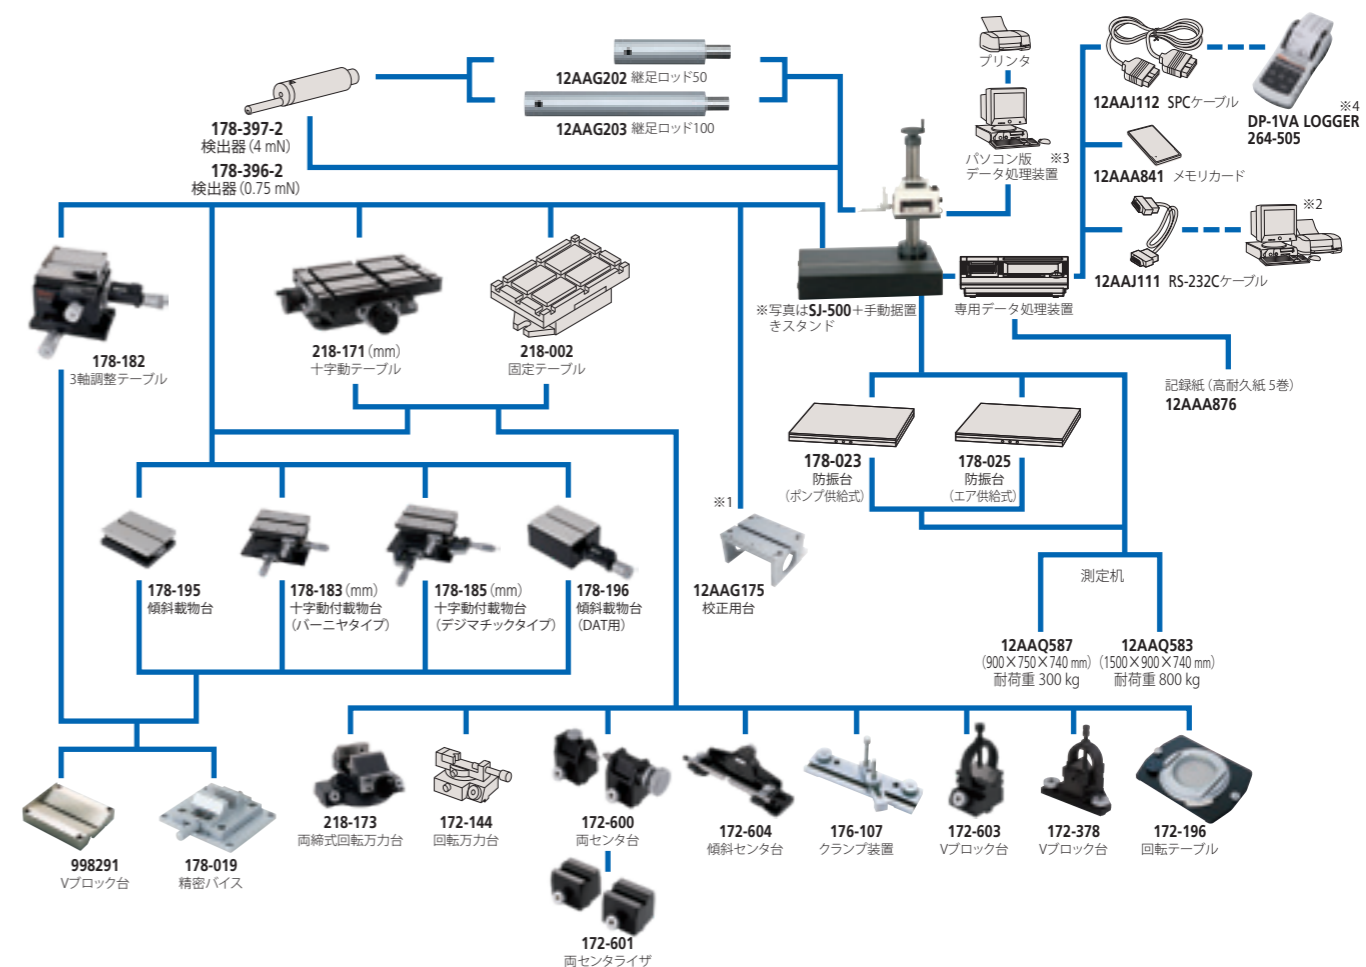 178-397-2
検出器(4 mN)
178-396-2
検出器(0.75 mN)
12AAG202 継足ロッド50
12AAG203 継足ロッド100
プリンタ
パソコン版 ※3
データ処理装置
12AAJ112 SPCケーブル
※4
DP-1VA LOGGER
264-505
12AAA841 メモリカード
※2
12AAJ111 RS-232Cケーブル
※写真はSJ-500+手動据置
きスタンド
専用データ処理装置
記録紙(高耐久紙 5巻)
12AAA876
178-182
3軸調整テーブル
218-171(mm)
十字動テーブル
218-002
固定テーブル
178-023
防振台
(ポンプ供給式)
178-025
防振台
(エア供給式)
178-195
傾斜載物台
178-183(mm)
十字動付載物台
(バーニヤタイプ)
178-185(mm)
十字動付載物台
(デジマチックタイプ)
178-196
傾斜載物台
(DAT用)
※1
12AAG175
校正用台
測定机
12AAQ587
(900×750×740 mm)
耐荷重 300 kg
12AAQ583
(1500×900×740 mm)
耐荷重 800 kg
998291
Vブロック台
178-019
精密バイス
218-173
両締式回転万力台
172-144
回転万力台
172-600
両センタ台
172-601
両センタライザ
172-604
傾斜センタ台
176-107
クランプ装置
172-603
Vブロック台
172-378
Vブロック台
172-196
回転テーブル